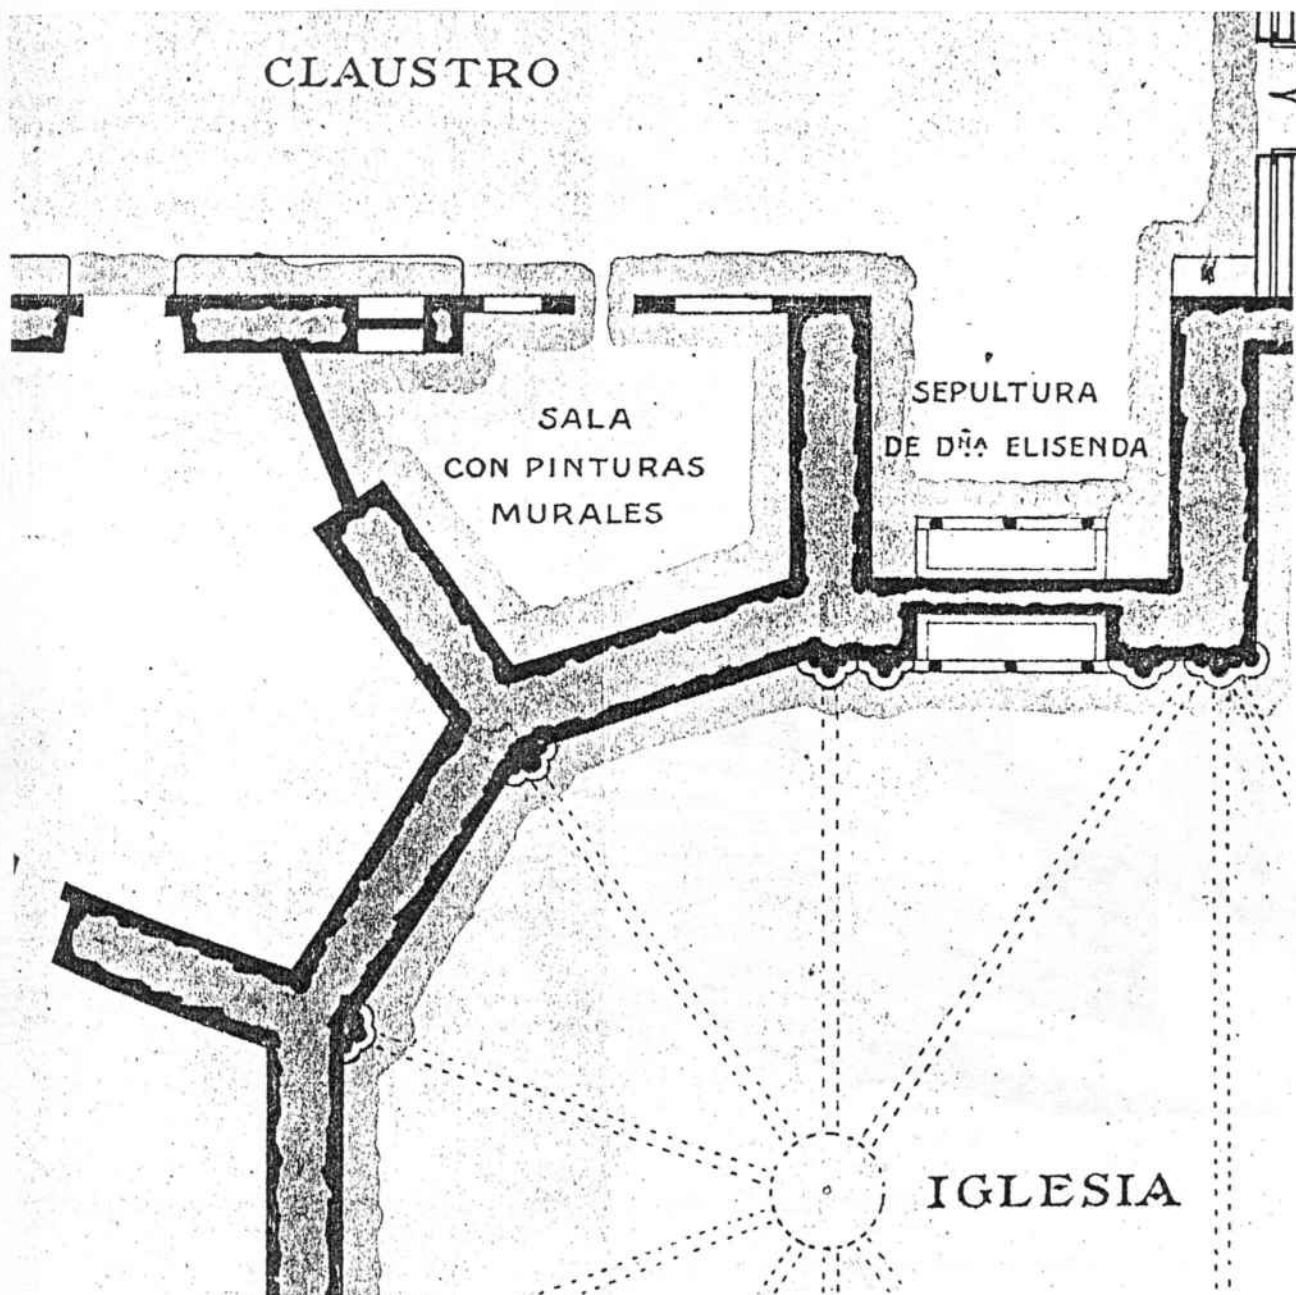 CLAUSTRO
SALA
CON PINTURAS
MURALES
SEPULTURA
DE DÑA ELISENDA
IGLESIA